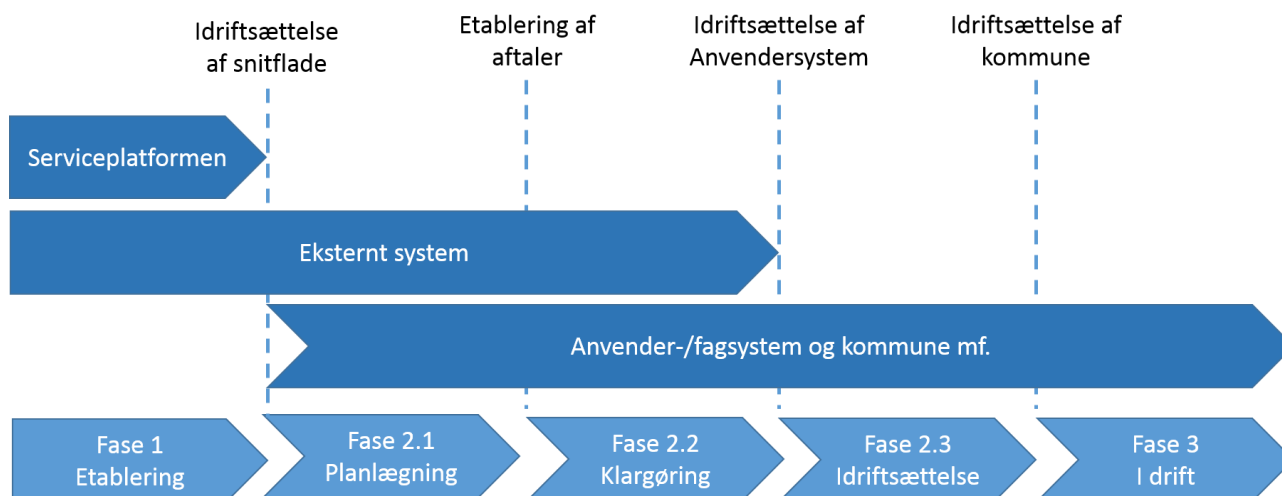 Idriftsættelse
af snitflade
Etablering af
aftaler
Idriftsættelse af
Anvendersystem
Idriftsættelse af
kommune
Serviceplatformen
Eksternt system
Anvender-/fagsystem og kommune mf.
Fase 1
Etablering
Fase 2.1
Planlægning
Fase 2.2
Klargøring
Fase 2.3
Idriftsættelse
Fase 3
I drift